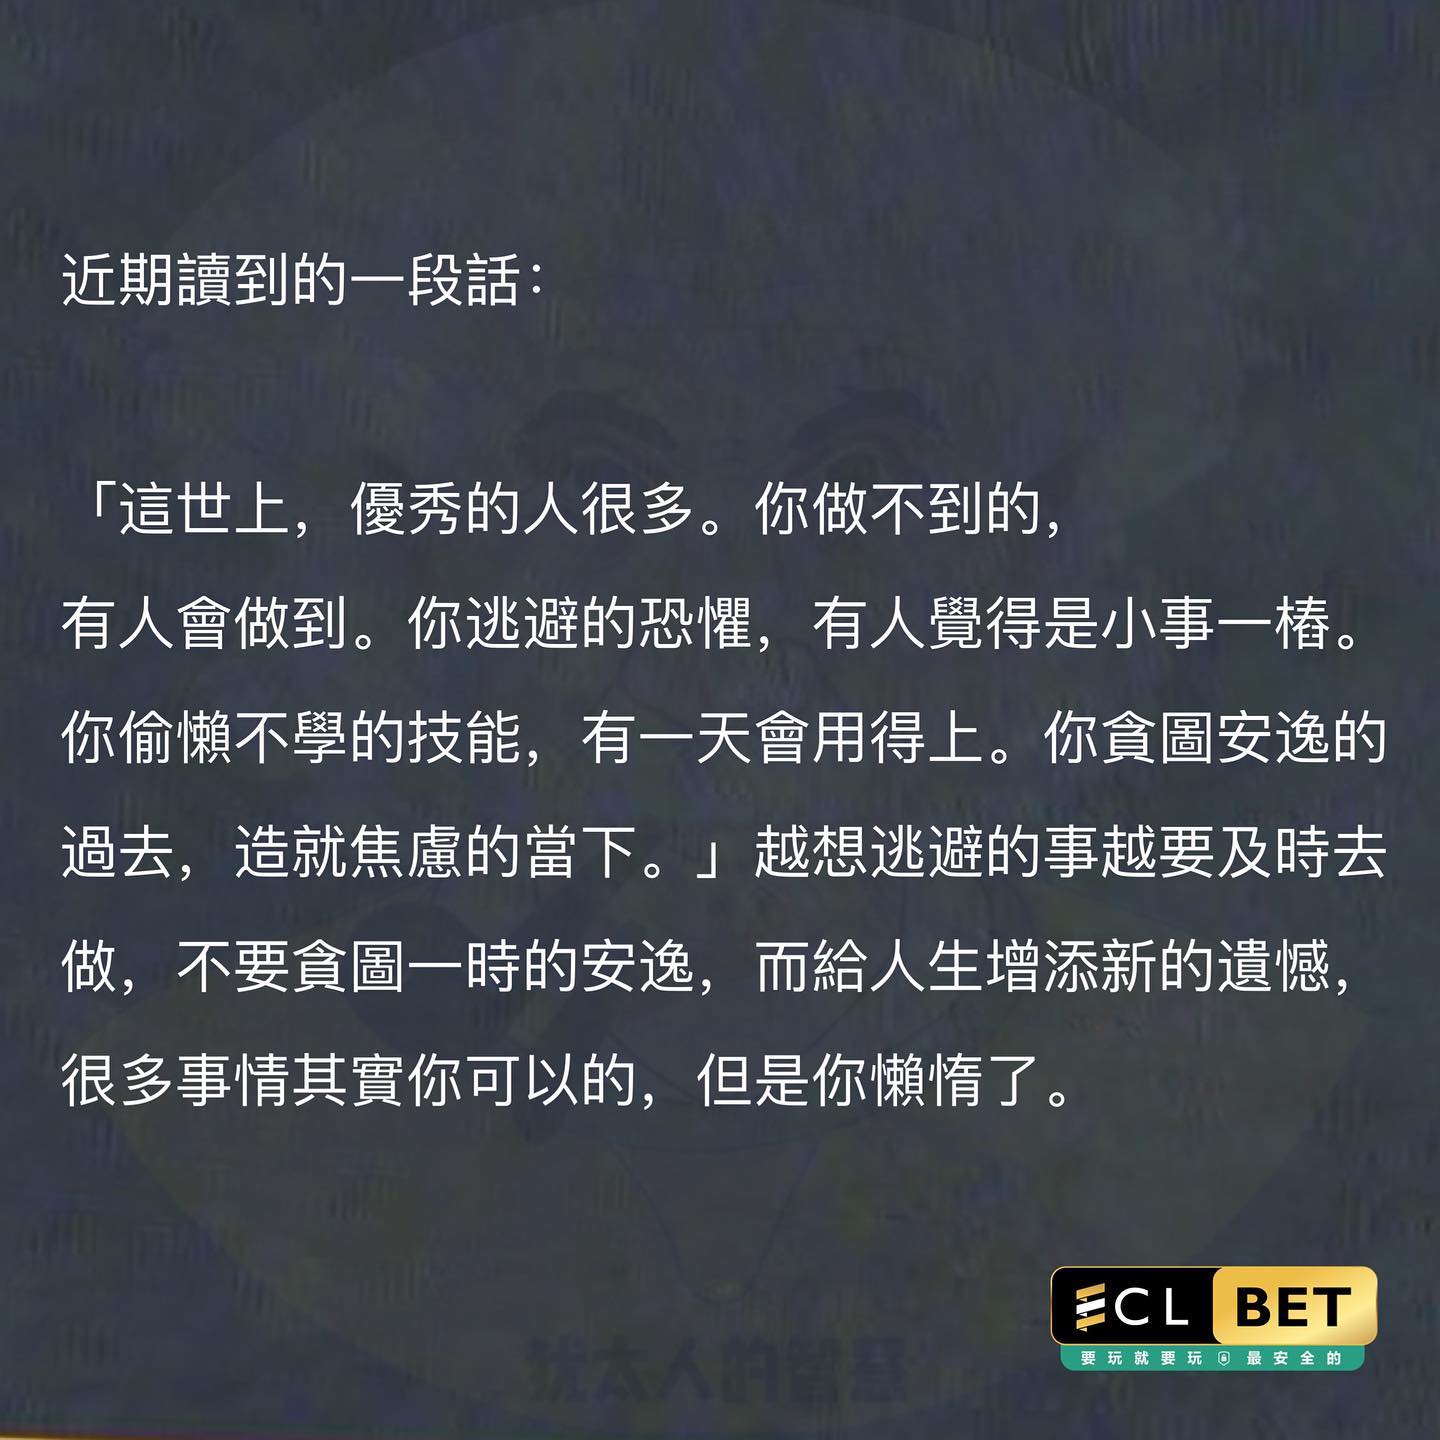 近期讀到的一段話：
「這世上，優秀的人很多。你做不到的，
有人會做到。你逃避的恐懼，有人覺得是小事一樁。
你偷懶不學的技能，有一天會用得上。你貪圖安逸的
過去，造就焦慮的當下。」越想逃避的事越要及時去
做，不要貪圖一時的安逸，而給人生增添新的遺憾，
很多事情其實你可以的，但是你懶惰了。
ECLBET
要玩就要玩最安全的
猶太人的智慧